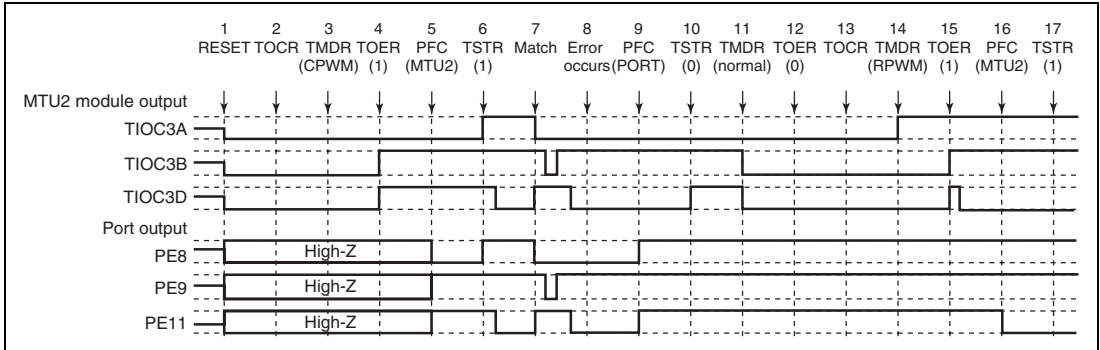 1 2 3 4 5 6 7 8 9 10 11 12 13 14 15 16 17
RESET TOCR TMDR TOER PFC TSTR Match Error PFC TSTR TMDR TOER TOCR TMDR TOER PFC TSTR
(CPWM) (1) (MTU2) (1) occurs (PORT) (0) (normal) (0) (RPWM) (1) (MTU2) (1)
MTU2 module output
TIOC3A
TIOC3B
TIOC3D
Port output
PE8 High-Z
PE9 High-Z
PE11 High-Z